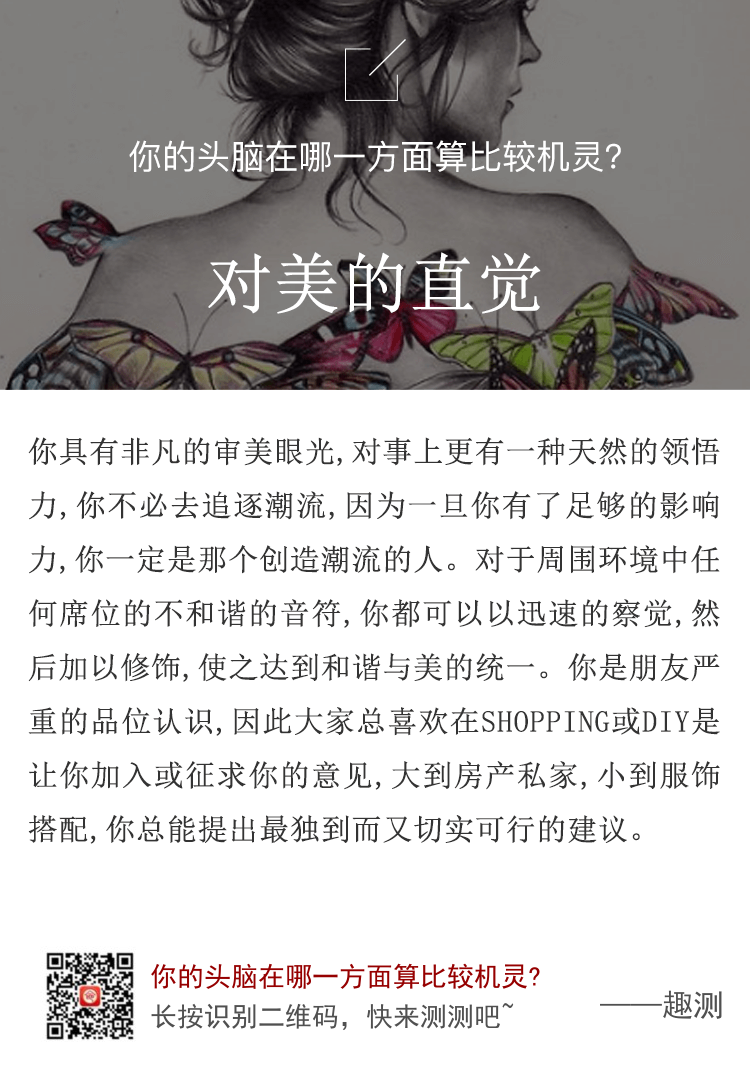 你的头脑在哪一方面算比较机灵?
对美的直觉
你具有非凡的审美眼光,对事上更有一种天然的领悟
力,你不必去追逐潮流,因为一旦你有了足够的影响
力,你一定是那个创造潮流的人。对于周围环境中任
何席位的不和谐的音符,你都可以以迅速的察觉,然
后加以修饰,使之达到和谐与美的统一。你是朋友严
重的品位认识,因此大家总喜欢在SHOPPING或DIY是
让你加入或征求你的意见,大到房产私家,小到服饰
搭配,你总能提出最独到而又切实可行的建议。
你的头脑在哪一方面算比较机灵?
长按识别二维码，快来测测吧~
——趣测